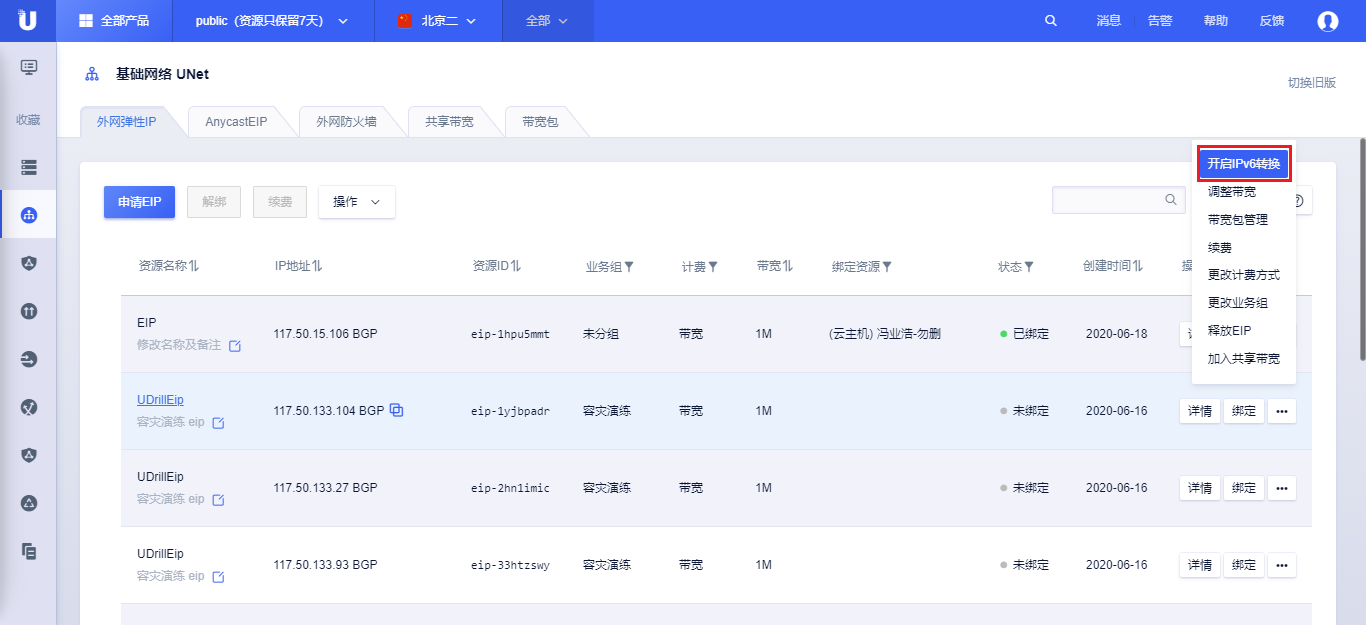 全部产品
public（资源只保留7天）
北京二
全部
消息
告警
帮助
反馈
基础网络 UNet
切换旧版
收藏
外网弹性IP
AnycastEIP
外网防火墙
共享带宽
带宽包
申请EIP
解绑
续费
操作
开启IPv6转换
调整带宽
带宽包管理
续费
更改计费方式
更改业务组
释放EIP
加入共享带宽
资源名称
IP地址
资源ID
业务组
计费
带宽
绑定资源
状态
创建时间
EIP
修改名称及备注
117.50.15.106 BGP
eip-1hpu5mmt
未分组
带宽
1M
(云主机) 冯业浩-勿删
已绑定
2020-06-18
UDrillEip
容灾演练 eip
117.50.133.104 BGP
eip-1yjbpadr
容灾演练
带宽
1M
未绑定
2020-06-16
详情
绑定
•••
UDrillEip
容灾演练 eip
117.50.133.27 BGP
eip-2hn1imic
容灾演练
带宽
1M
未绑定
2020-06-16
详情
绑定
•••
UDrillEip
容灾演练 eip
117.50.133.93 BGP
eip-33htzswy
容灾演练
带宽
1M
未绑定
2020-06-16
详情
绑定
•••